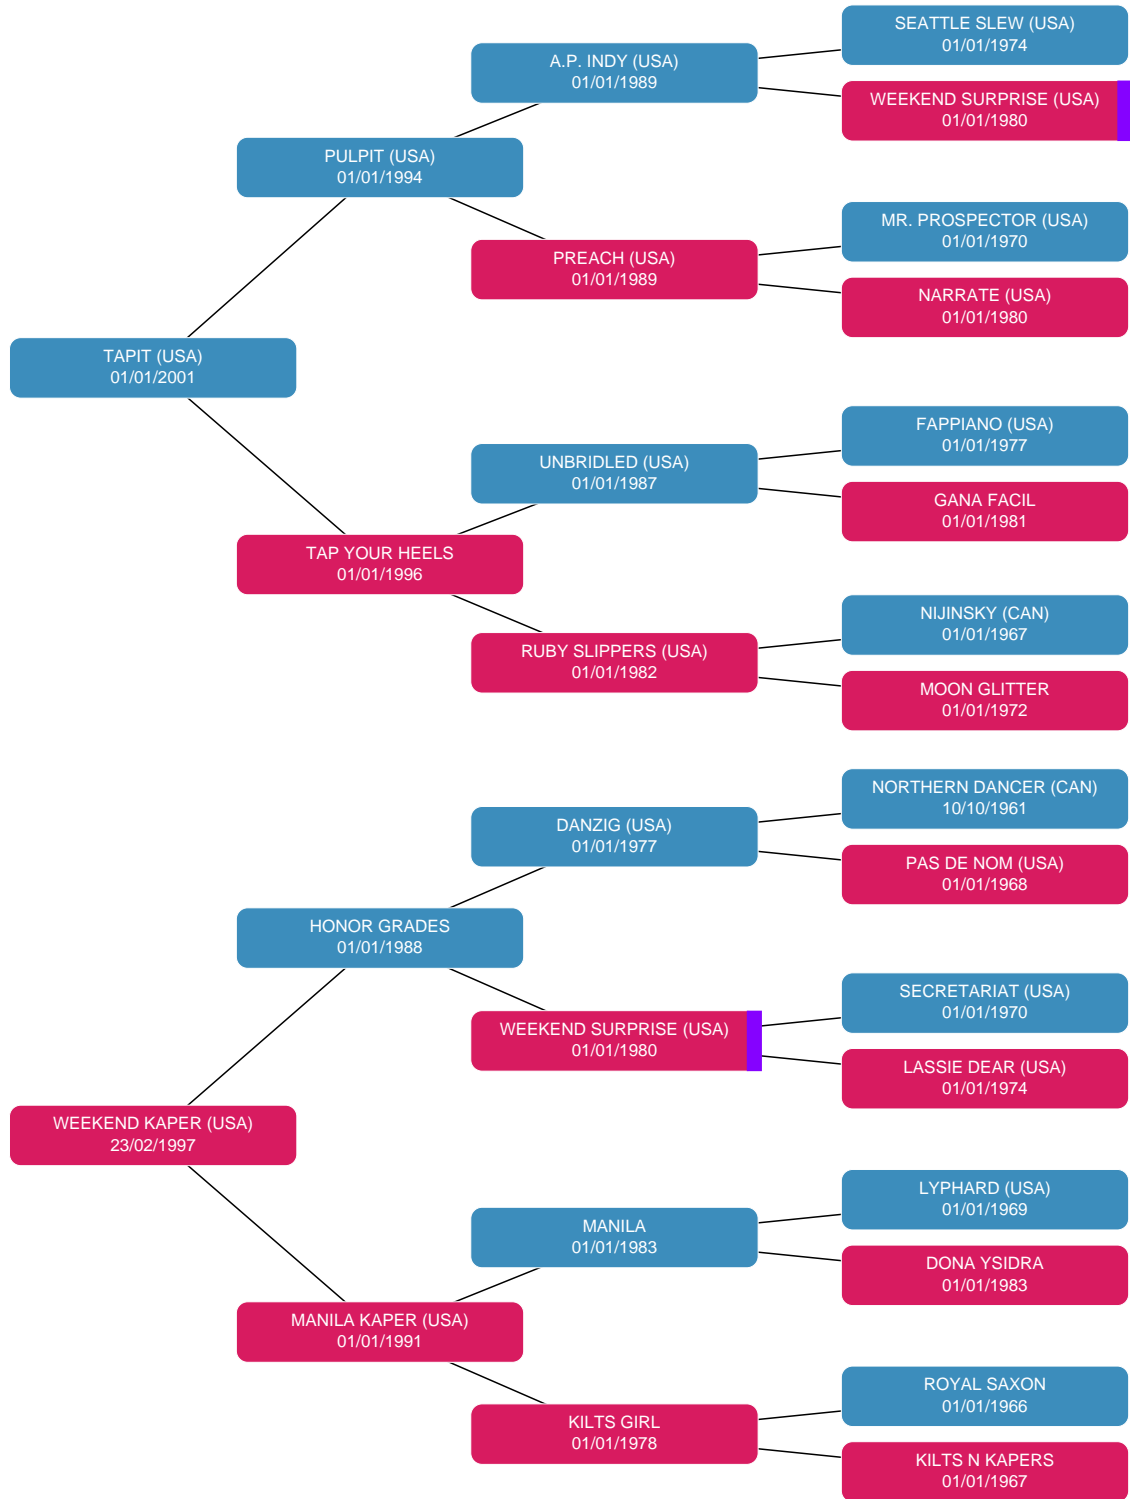 SEATTLE SLEW (USA)
01/01/1974
A.P. INDY (USA)
01/01/1989
WEEKEND SURPRISE (USA)
01/01/1980
PULPIT (USA)
01/01/1994
MR. PROSPECTOR (USA)
01/01/1970
PREACH (USA)
01/01/1989
NARRATE (USA)
01/01/1980
TAPIT (USA)
01/01/2001
FAPPIANO (USA)
01/01/1977
UNBRIDLED (USA)
01/01/1987
GANA FACIL
01/01/1981
TAP YOUR HEELS
01/01/1996
NIJINSKY (CAN)
01/01/1967
RUBY SLIPPERS (USA)
01/01/1982
MOON GLITTER
01/01/1972
NORTHERN DANCER (CAN)
10/10/1961
DANZIG (USA)
01/01/1977
PAS DE NOM (USA)
01/01/1968
HONOR GRADES
01/01/1988
SECRETARIAT (USA)
01/01/1970
WEEKEND SURPRISE (USA)
01/01/1980
LASSIE DEAR (USA)
01/01/1974
WEEKEND KAPER (USA)
23/02/1997
LYPHARD (USA)
01/01/1969
MANILA
01/01/1983
DONA YSIDRA
01/01/1983
MANILA KAPER (USA)
01/01/1991
ROYAL SAXON
01/01/1966
KILTS GIRL
01/01/1978
KILTS N KAPERS
01/01/1967